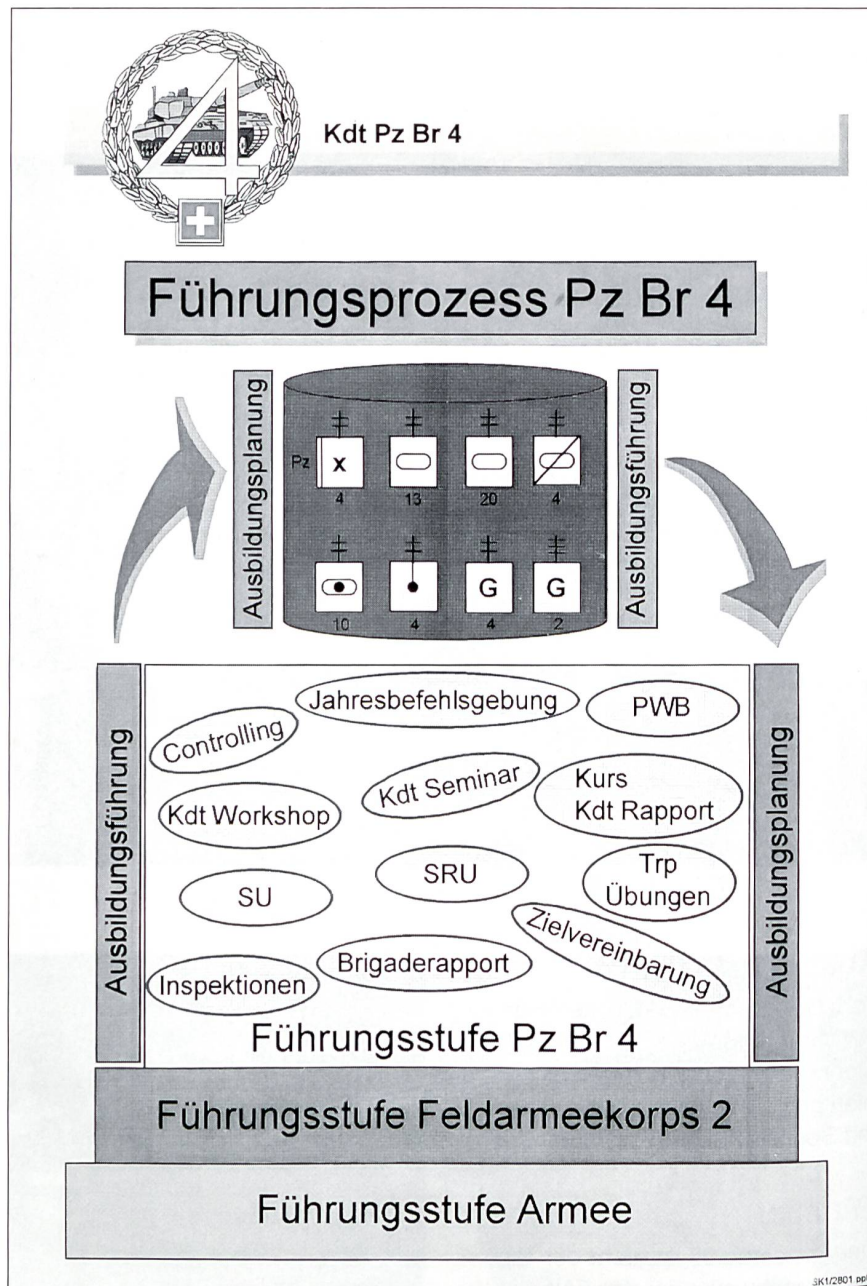 4
Kdt Pz Br 4
Führungsprozess Pz Br 4
Ausbildungsplanung
Pz
x
4
13
20
4
10
4
G
4
G
2
Ausbildungsführung
Ausbildungsführung
Jahresbefehlsgebung
PWB
Controlling
Kdt Workshop
Kdt Seminar
Kurs
Kdt Rapport
SU
SRU
Trp
Übungen
Inspektionen
Brigaderapport
Zielvereinbarung
Führungsstufe Pz Br 4
Ausbildungsplanung
Führungsstufe Feldarmeekorps 2
Führungsstufe Armee